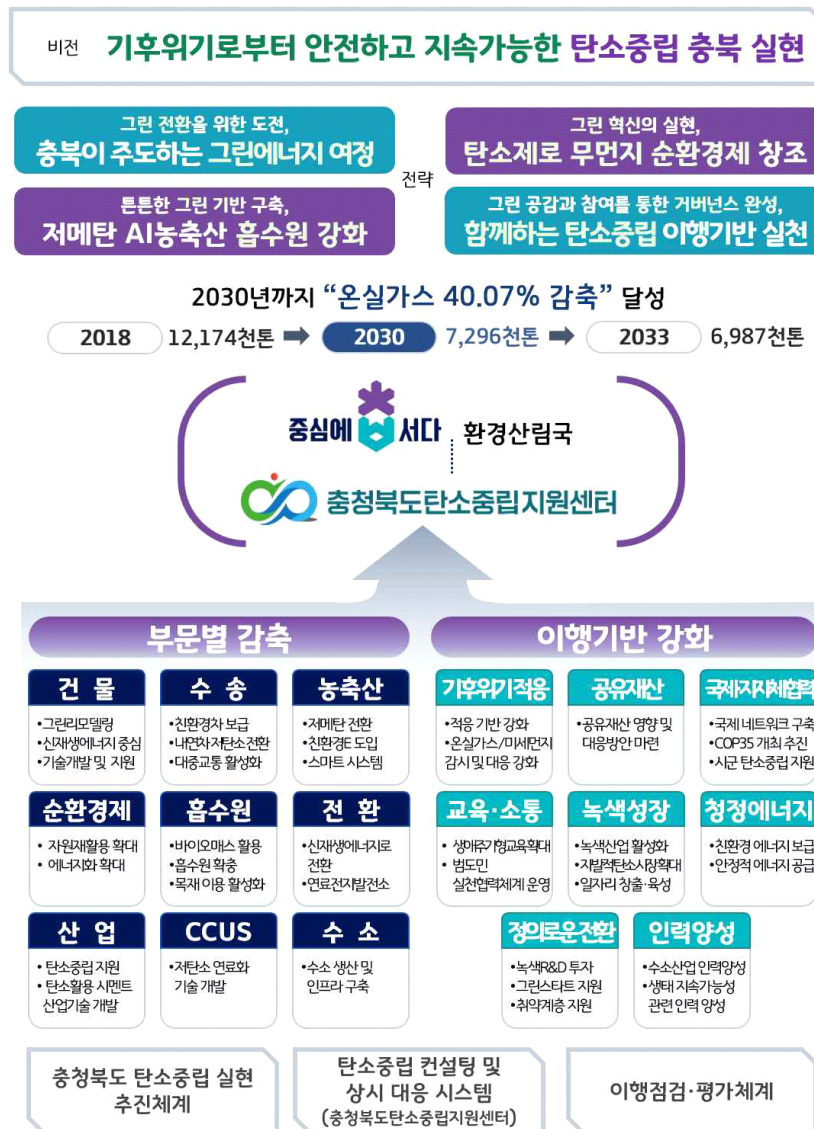 비전 기후위기로부터 안전하고 지속가능한 탄소중립 충북 실현
그린 전환을 위한 도전,
충북이 주도하는 그린에너지 여정
그린 혁신의 실현,
탄소제로 무먼지 순환경제 창조
전략
튼튼한 그린 기반 구축,
저메탄 AI농축산 흡수원 강화
그린 공감과 참여를 통한 거버넌스 완성,
함께하는 탄소중립 이행기반 실천
2030년까지 “온실가스 40.07% 감축” 달성
2018 12,174천톤 ➡ 2030 7,296천톤 ➡ 2033 6,987천톤
중심에 서다 환경산림국
충청북도탄소중립지원센터
부문별 감축
건 물
•그린리모델링
•신재생에너지 중심
•기술개발 및 지원
수 송
•친환경차 보급
•내연차 저탄소 전환
•대중교통 활성화
농축산
•저메탄 전환
•친환경E 도입
•스마트 시스템
순환경제
• 자원재활용 확대
• 에너지화 확대
흡수원
•바이오매스 활용
•흡수원 확충
•목재 이용 활성화
전 환
•신재생에너지로
전환
•연료전지발전소
산 업
• 탄소중립 지원
• 탄소활용 시멘트
산업기술 개발
CCUS
•저탄소 연료화
기술 개발
수 소
•수소 생산 및
인프라 구축
이행기반 강화
기후위기적응
•적응 기반 강화
•온실가스/미세먼지
감시 및 대응 강화
공유재산
•공유재산 영향 및
대응방안 마련
국제지자체협력
•국제 네트워크 구축
•COP35 개최 추진
•시군 탄소중립 지원
교육·소통
• 생애주기형교육확대
• 범도민
실천협력체계 운영
녹색성장
•녹색산업 활성화
•자발적탄소시장확대
•일자리 창출·육성
청정에너지
•친환경 에너지 보급
•안정적 에너지 공급
정의로운전환
•녹색R&D 투자
•그린스타트 지원
•취약계층 지원
인력양성
•수소산업 인력양성
•생태 지속가능성
관련 인력 양성
충청북도 탄소중립 실현
추진체계
탄소중립 컨설팅 및
상시 대응 시스템
(충청북도탄소중립지원센터)
이행점검·평가체계